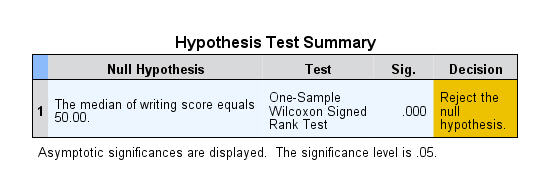 Hypothesis Test Summary
Null Hypothesis Test Sig. Decision
1 The median of writing score equals 50.00. One-Sample Wilcoxon Signed Rank Test .000 Reject the null hypothesis.
Asymptotic significances are displayed. The significance level is .05.